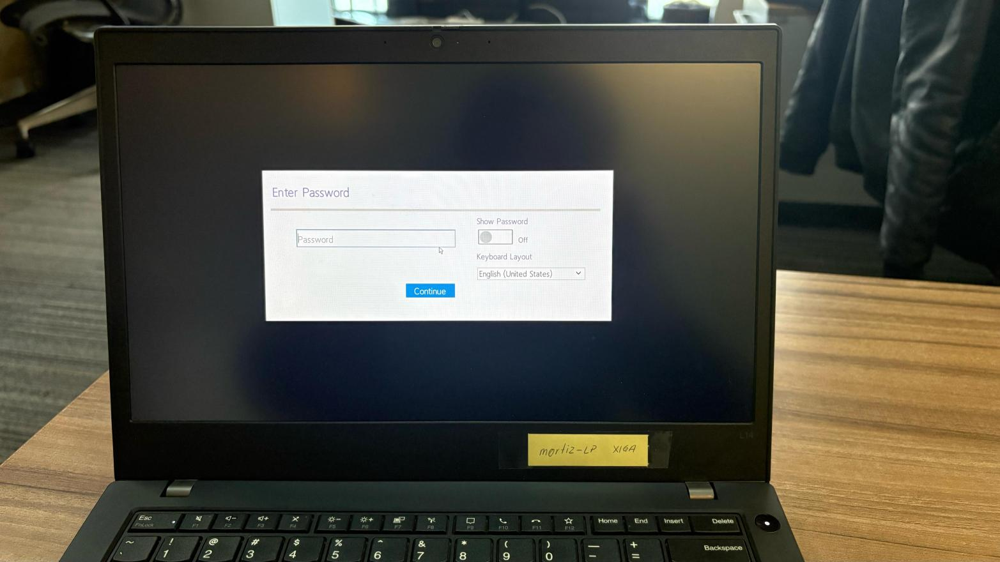 Enter Password
Password
Show Password
Off
Keyboard Layout
English (United States)
Continue
L14
mortiz-LP XIGA
Esc
FnLock
F1
F2
F3
F4
F5
F6
F7
F8
F9
F10
F11
F12
Home
End
Insert
Delete
~
` ! 1
@ 2
# 3
$ 4
% 5
^ 6
& 7
* 8
( 9
) 0
— -
+ =
Backspace